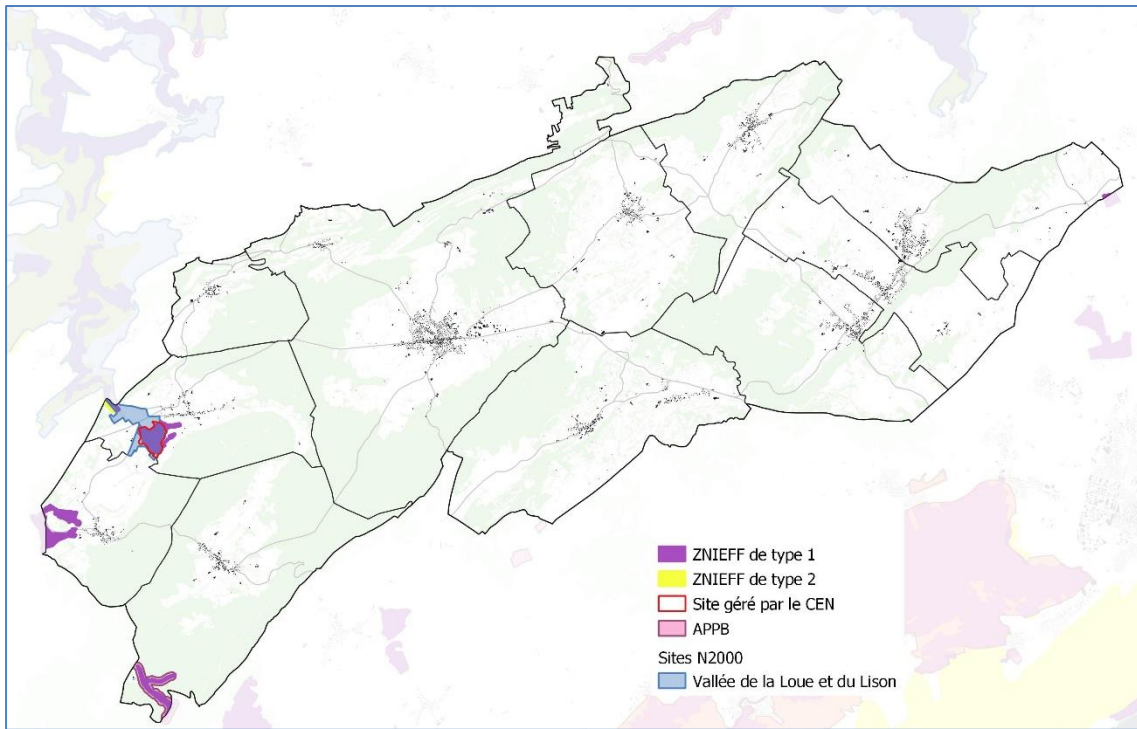 ZNIEFF de type 1
ZNIEFF de type 2
Site géré par le CEN
APPB
Sites N2000
Vallée de la Loue et du Lison